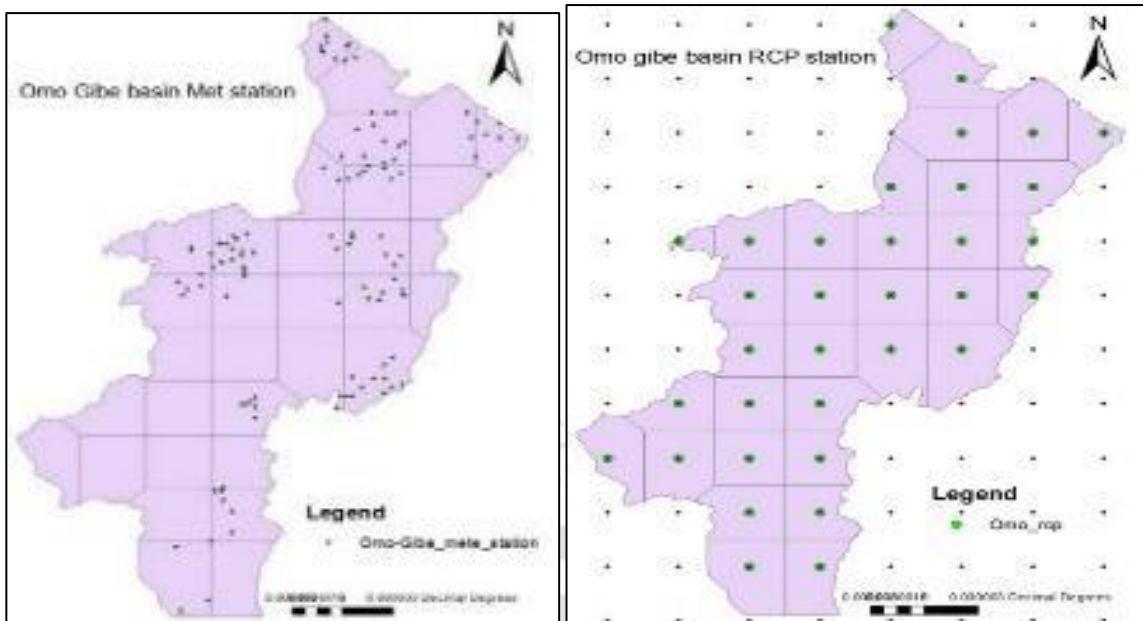 N
Omo Gibe basin Met station
Legend
Omo-Gibe_mete_station
Decimal Degrees
N
Omo gibe basin RCP station
Legend
Omo_rcp
Decimal Degrees